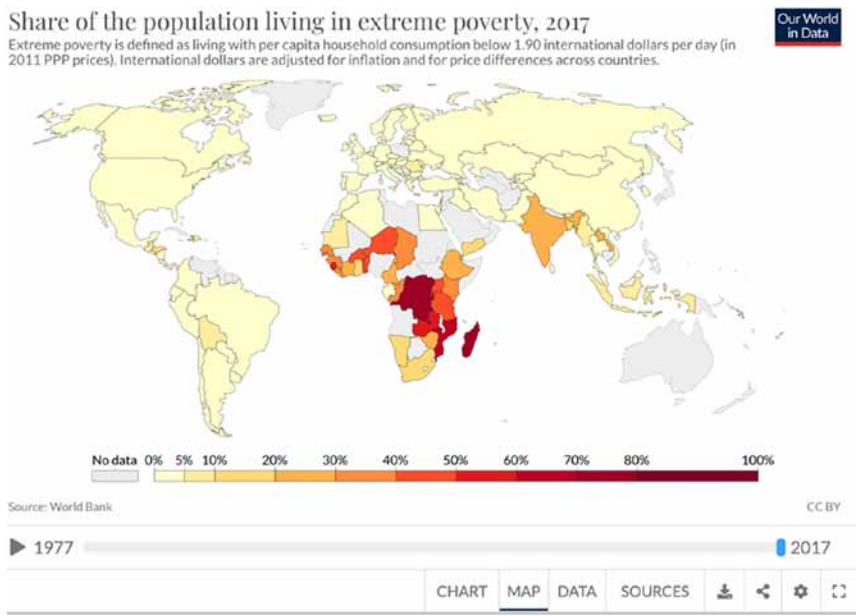 Share of the population living in extreme poverty, 2017
Our World
in Data
Extreme poverty is defined as living with per capita household consumption below 1.90 international dollars per day (in
2011 PPP prices). International dollars are adjusted for inflation and for price differences across countries.
No data 0% 5% 10% 20% 30% 40% 50% 60% 70% 80% 100%
Source: World Bank CC BY
1977 2017
CHART MAP DATA SOURCES